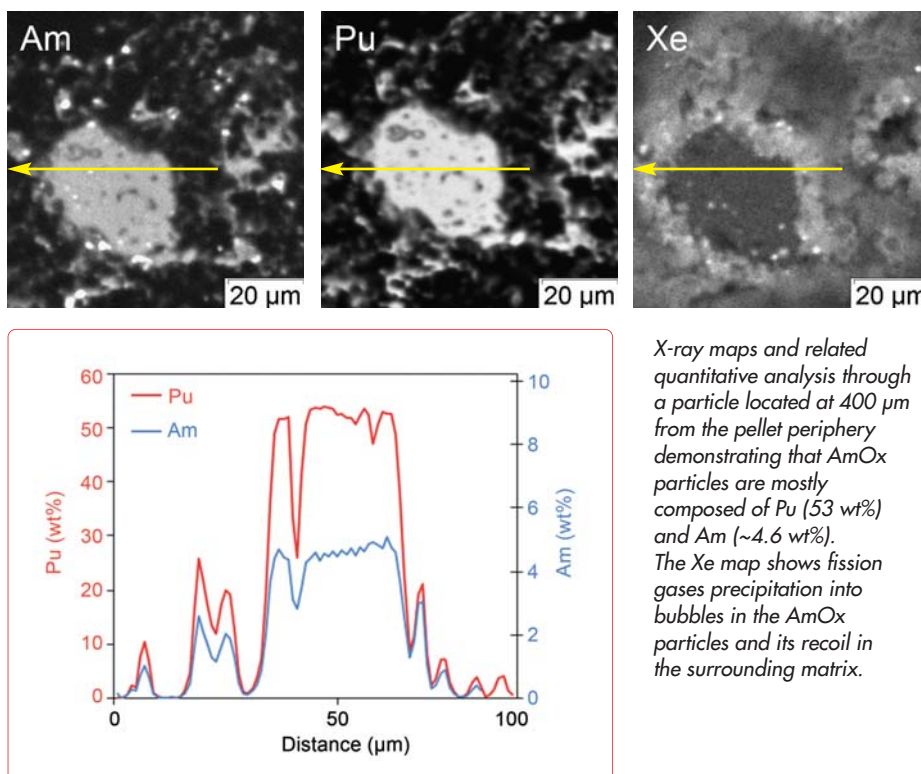 Am
Pu
Xe
20 µm
20 µm
20 µm
60
50
40
30
20
10
0
Pu (wt%)
Pu
Am
10
8
6
4
2
0
Am (wt%)
0
50
100
Distance (µm)
X-ray maps and related
quantitative analysis through
a particle located at 400 µm
from the pellet periphery
demonstrating that AmOx
particles are mostly
composed of Pu (53 wt%)
and Am (~4.6 wt%).
The Xe map shows fission
gases precipitation into
bubbles in the AmOx
particles and its recoil in
the surrounding matrix.